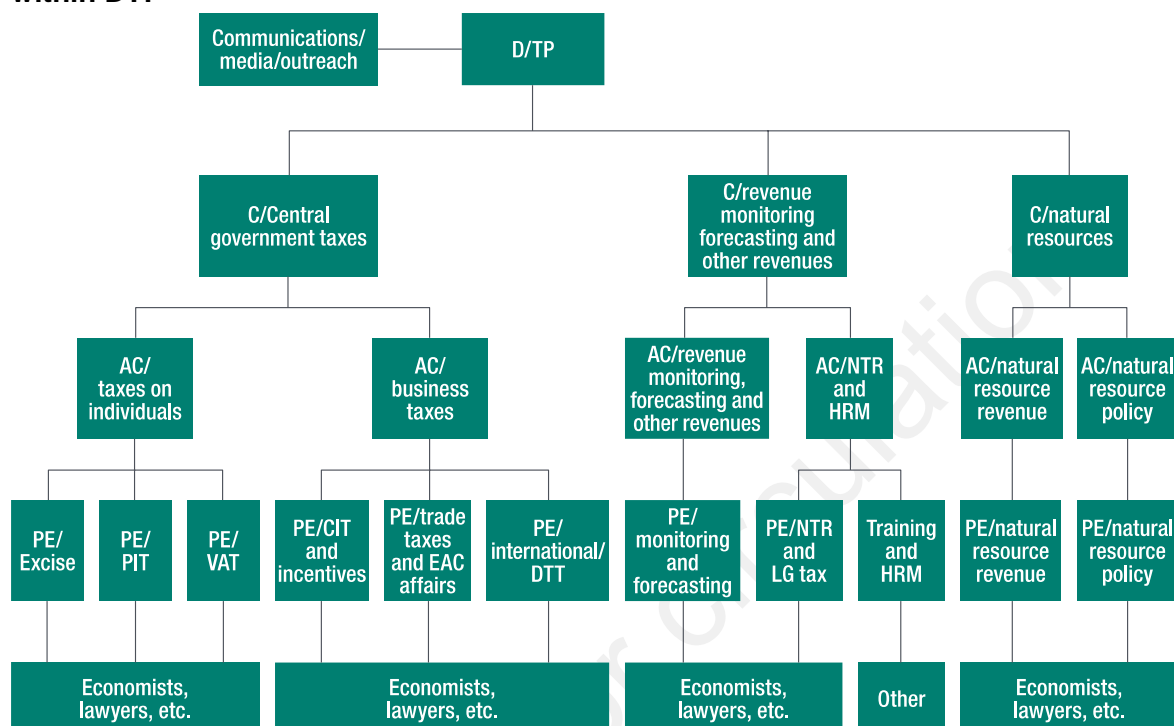 within
Communications/
media/outreach
D/TP
C/Central
government taxes
C/revenue
monitoring
forecasting and
other revenues
C/natural
resources
AC/
taxes on
individuals
AC/
business
taxes
AC/revenue
monitoring,
forecasting and
other revenues
AC/NTR
and
HRM
AC/natural
resource
revenue
AC/natural
resource
policy
PE/
Excise
PE/
PIT
PE/
VAT
PE/CIT
and
incentives
PE/trade
taxes
and EAC
affairs
PE/
international/
DTT
PE/
monitoring
and
forecasting
PE/NTR
and
LG tax
Training
and
HRM
PE/natural
resource
revenue
PE/natural
resource
policy
Economists,
lawyers, etc.
Economists,
lawyers, etc.
Economists,
lawyers, etc.
Other
Economists,
lawyers, etc.
circulation